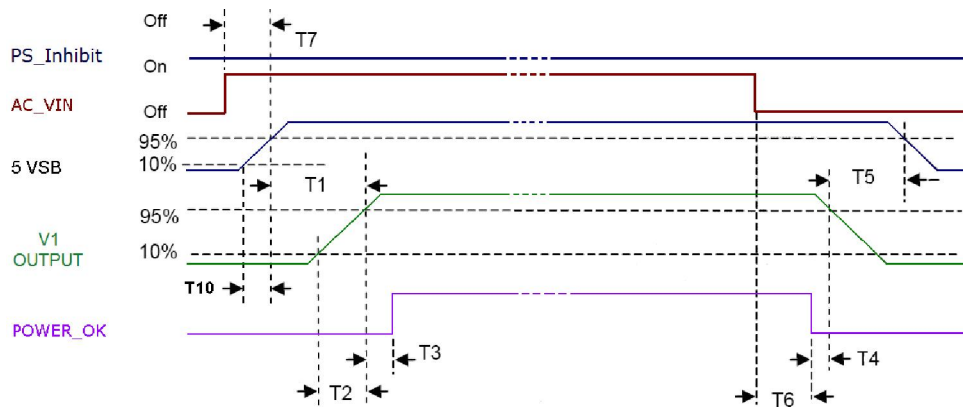 Off
T7
PS_Inhibit
On
AC_VIN
Off
95%
5 VSB
10%
T1
T5
95%
V1
OUTPUT
10%
T10
POWER_OK
T3
T4
T2
T6